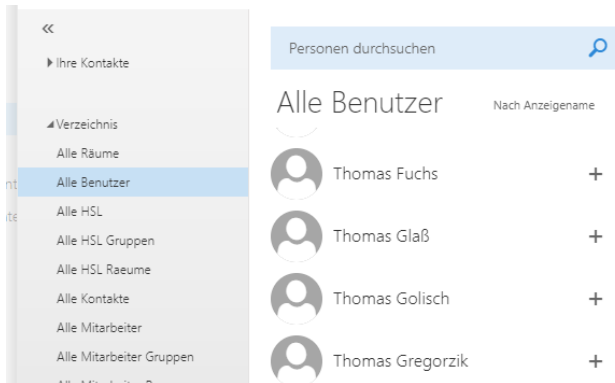 «
Ihre Kontakte
Verzeichnis
Alle Räume
Alle Benutzer
Alle HSL
Alle HSL Gruppen
Alle HSL Raeume
Alle Kontakte
Alle Mitarbeiter
Alle Mitarbeiter Gruppen
Personen durchsuchen
Alle Benutzer
Nach Anzeigename
Thomas Fuchs
Thomas Glaß
Thomas Golisch
Thomas Gregorzik